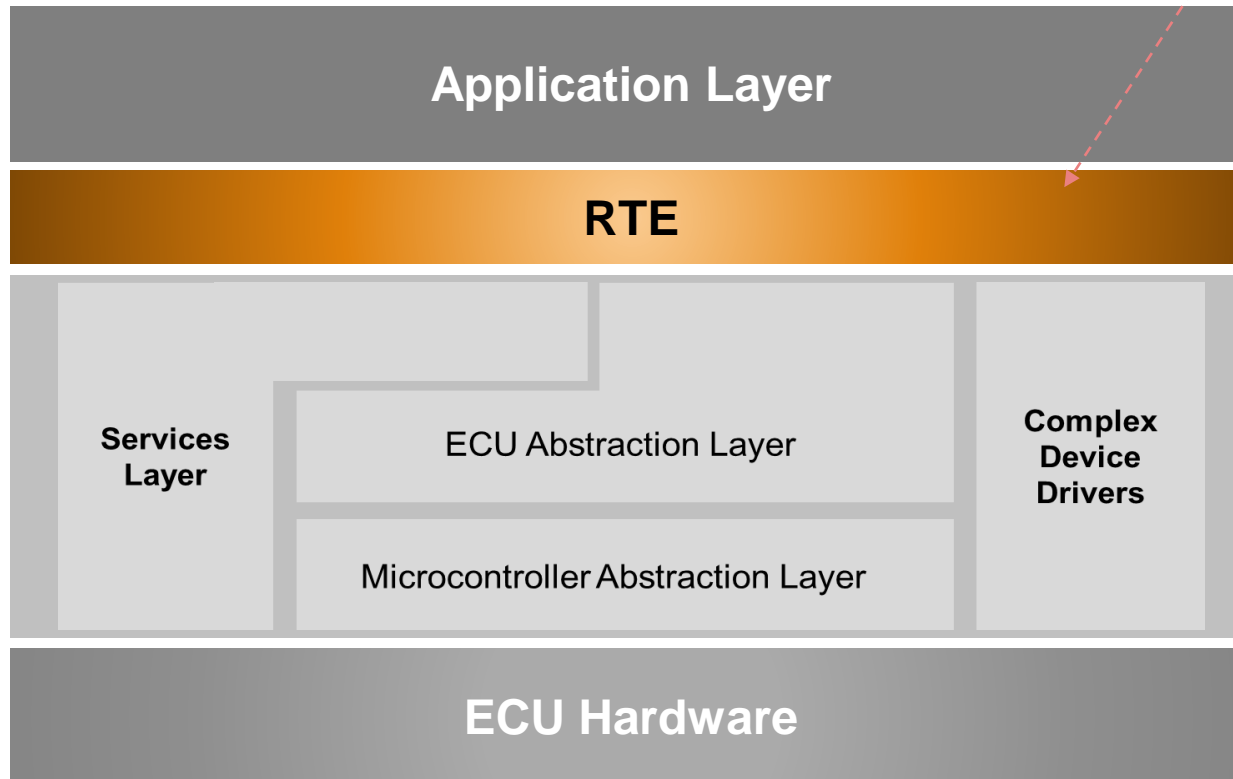 Application Layer
RTE
Services
Layer
ECU Abstraction Layer
Microcontroller Abstraction Layer
Complex
Device
Drivers
ECU Hardware